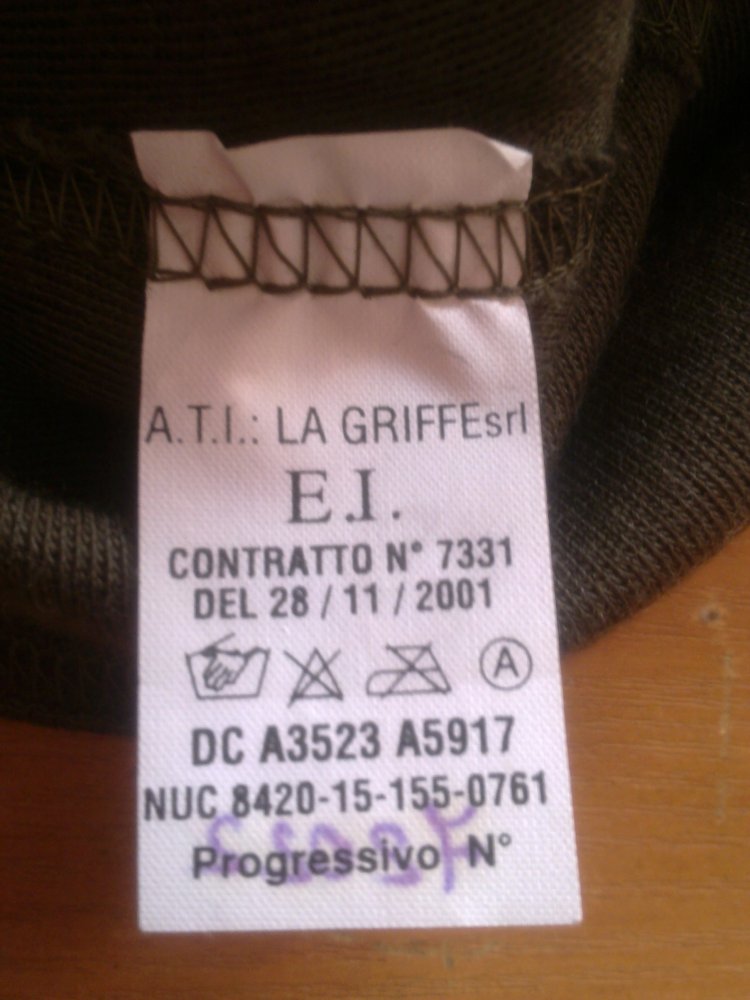 A.T.I.: LA GRIFFEsrl
E.I.
CONTRATTO N° 7331
DEL 28 / 11 / 2001
A
DC A3523 A5917
NUC 8420-15-155-0761
Progressivo N°